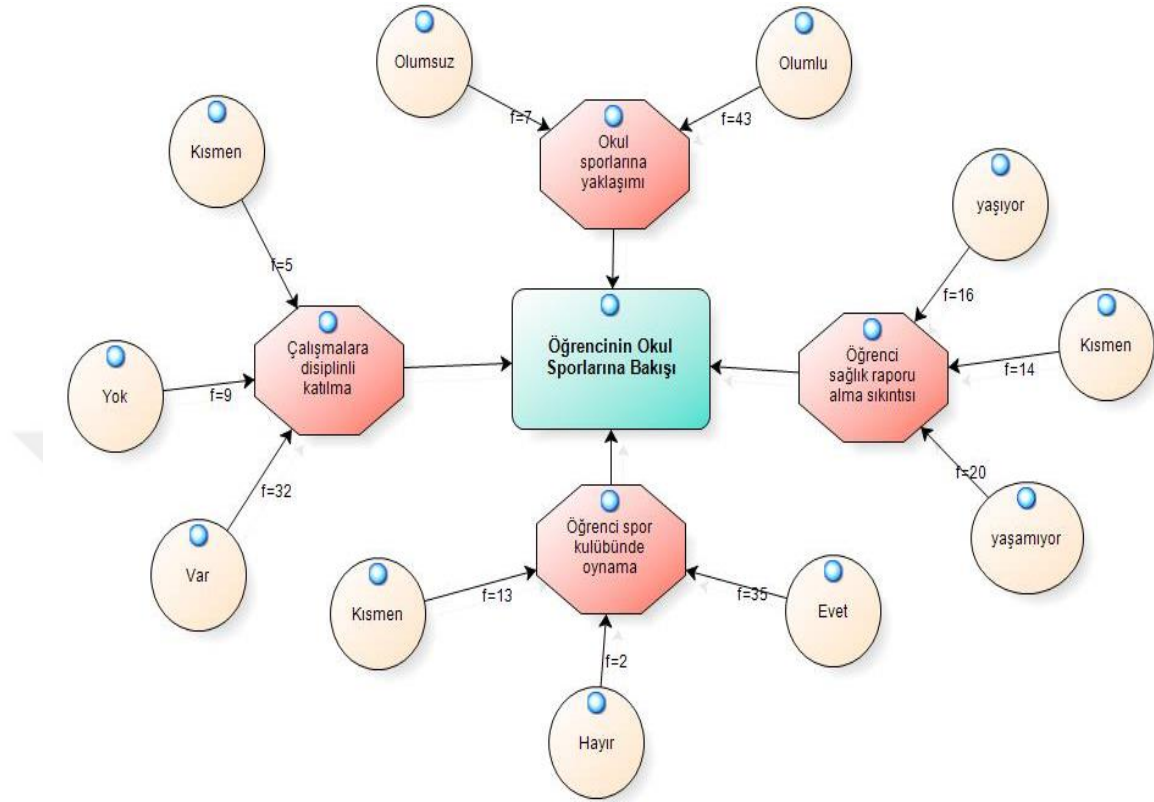 Olumsuz
Olumlu
f=7
f=43
Okul
sporlarına
yaklaşımı
Kısmen
f=5
yaşıyor
f=16
Çalışmalara
disiplinli
katılma
Öğrencinin Okul
Sporlarına Bakışı
Öğrenci
sağlık raporu
alma sıkıntısı
Kısmen
f=14
Yok
f=9
Var
f=32
yaşamıyor
f=20
Öğrenci spor
kulübünde
oynama
Kısmen
f=13
Evet
f=35
Hayır
f=2